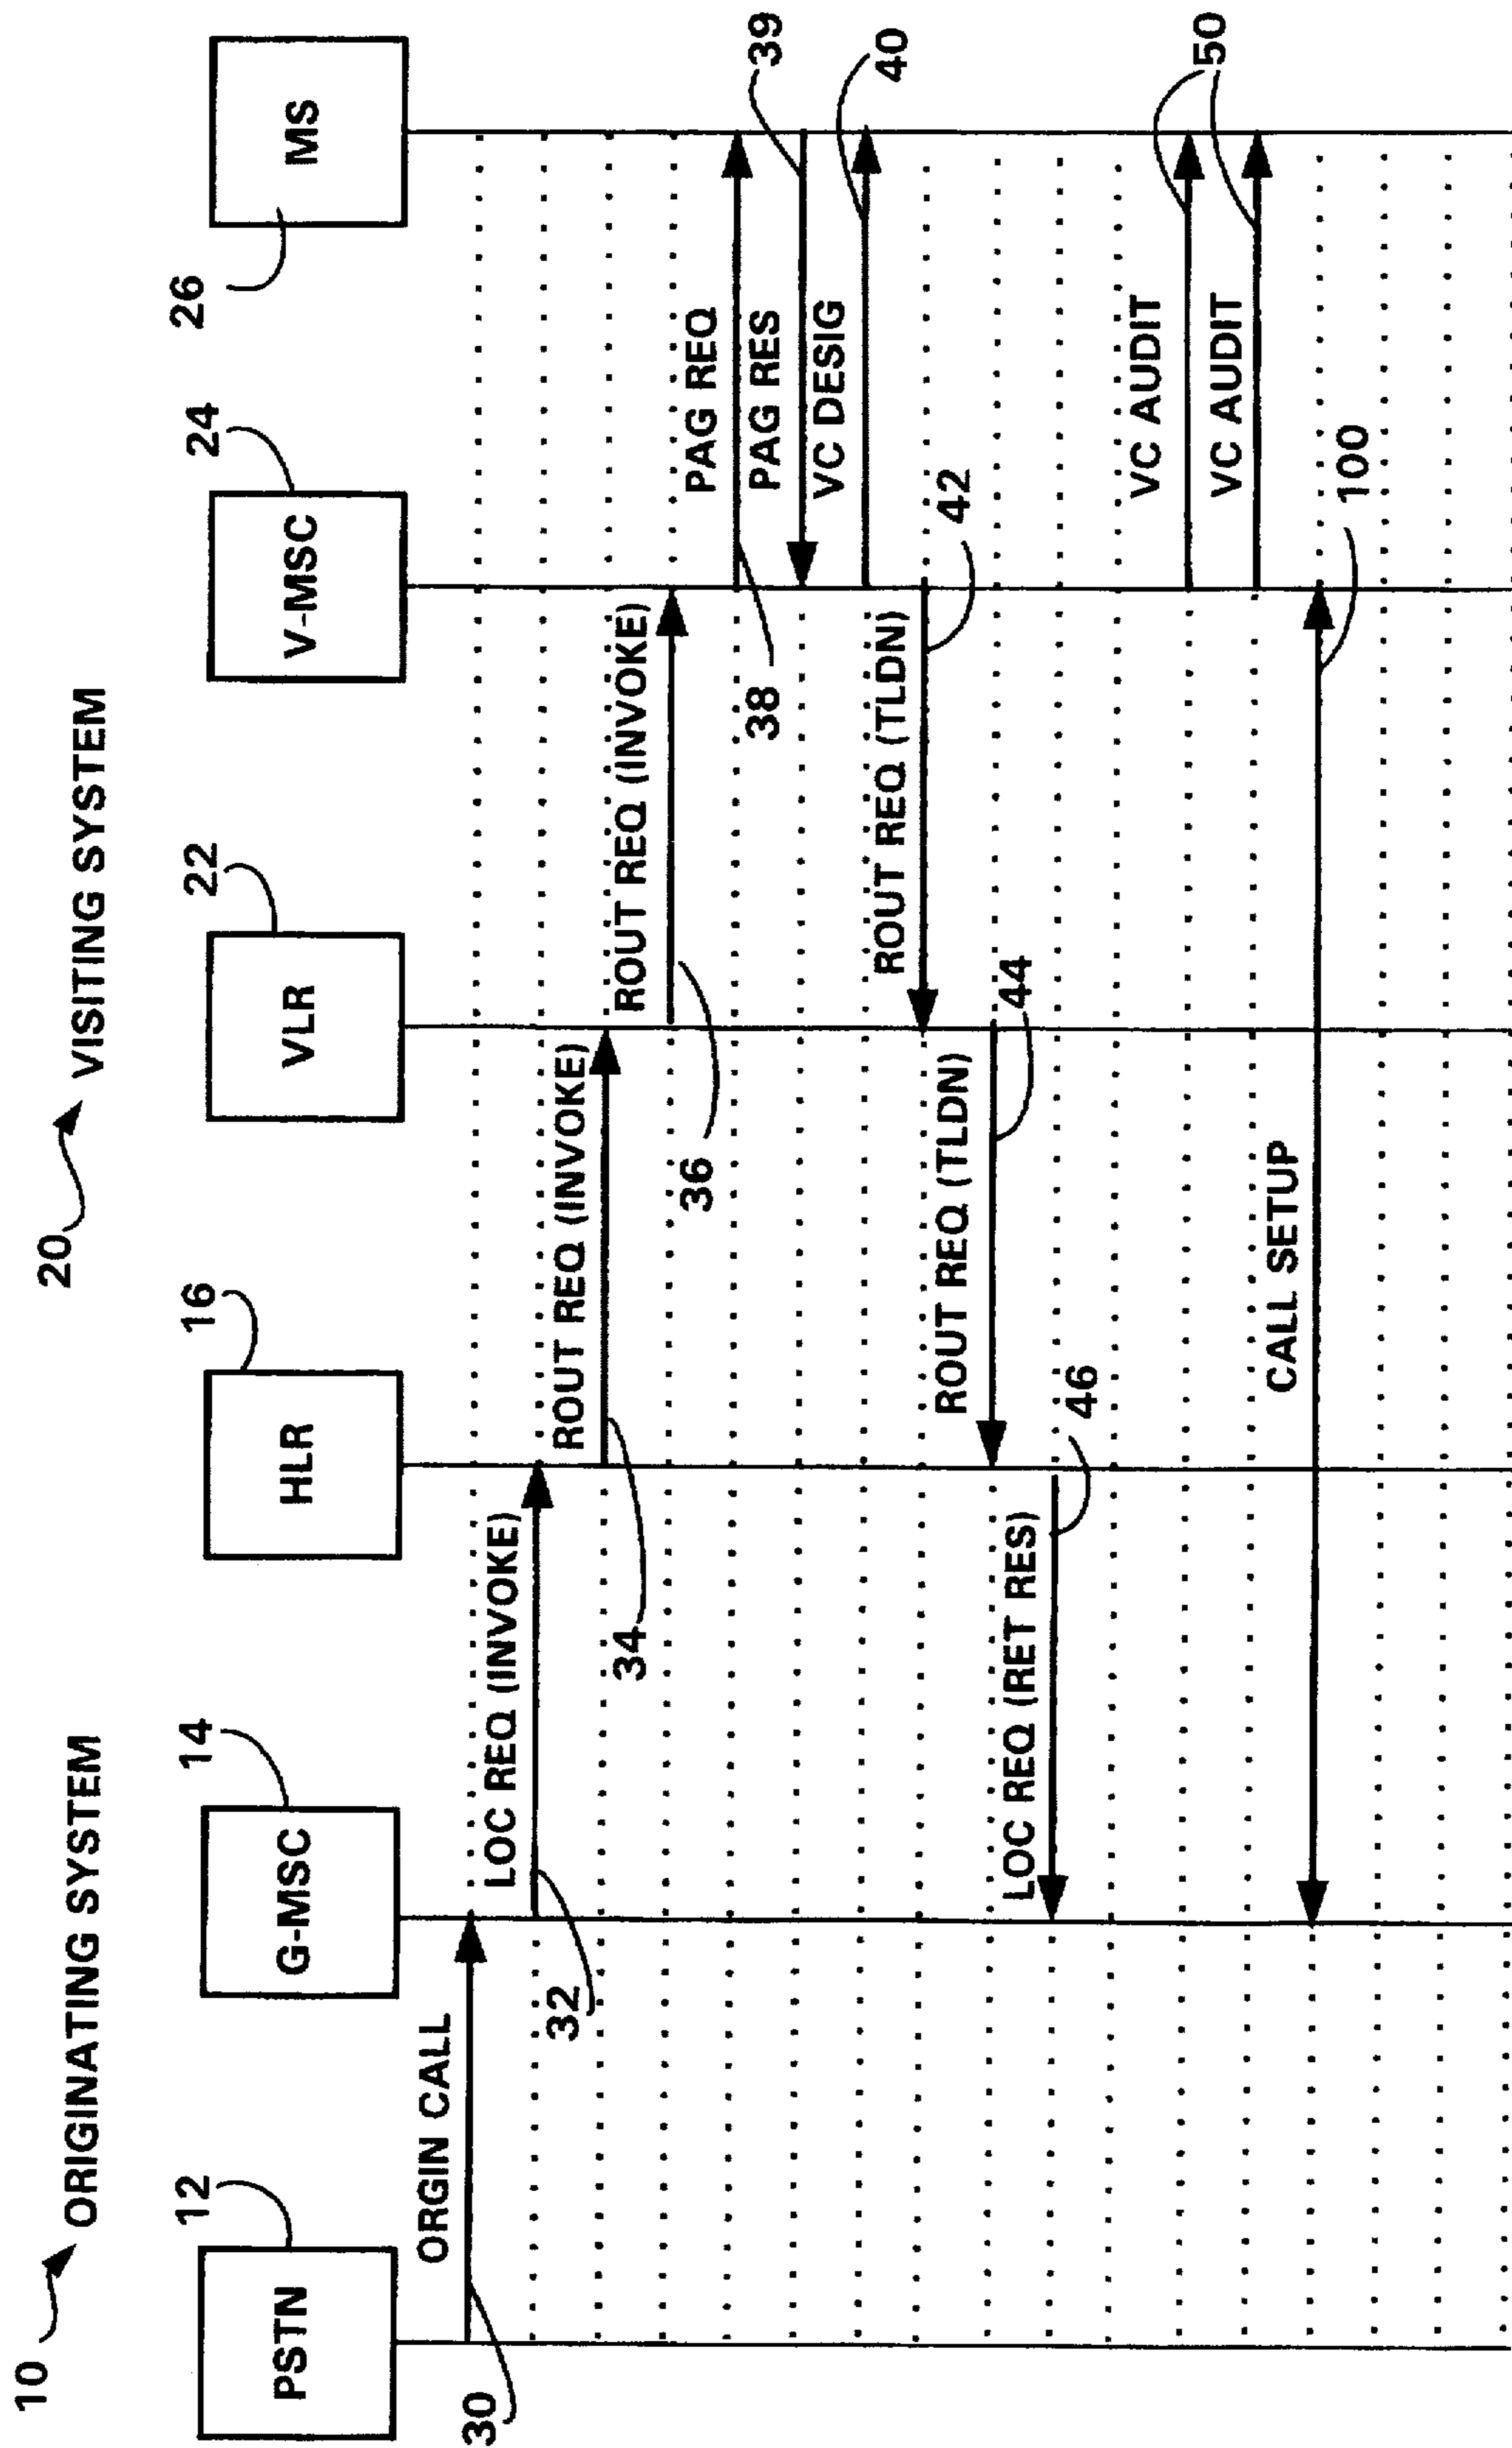 10 ORIGINATING SYSTEM
20 VISITING SYSTEM
12
14
16
22
24
26
PSTN
G-MSC
HLR
VLR
V-MSC
MS
ORGIN CALL
30
LOC REQ (INVOKE)
32
ROUT REQ (INVOKE)
34
ROUT REQ (INVOKE)
36
PAG REQ
38
PAG RES
39
VC DESIG
40
ROUT REQ (TLDN)
42
ROUT REQ (TLDN)
44
LOC REQ (RET RES)
46
VC AUDIT
VC AUDIT
50
CALL SETUP
100